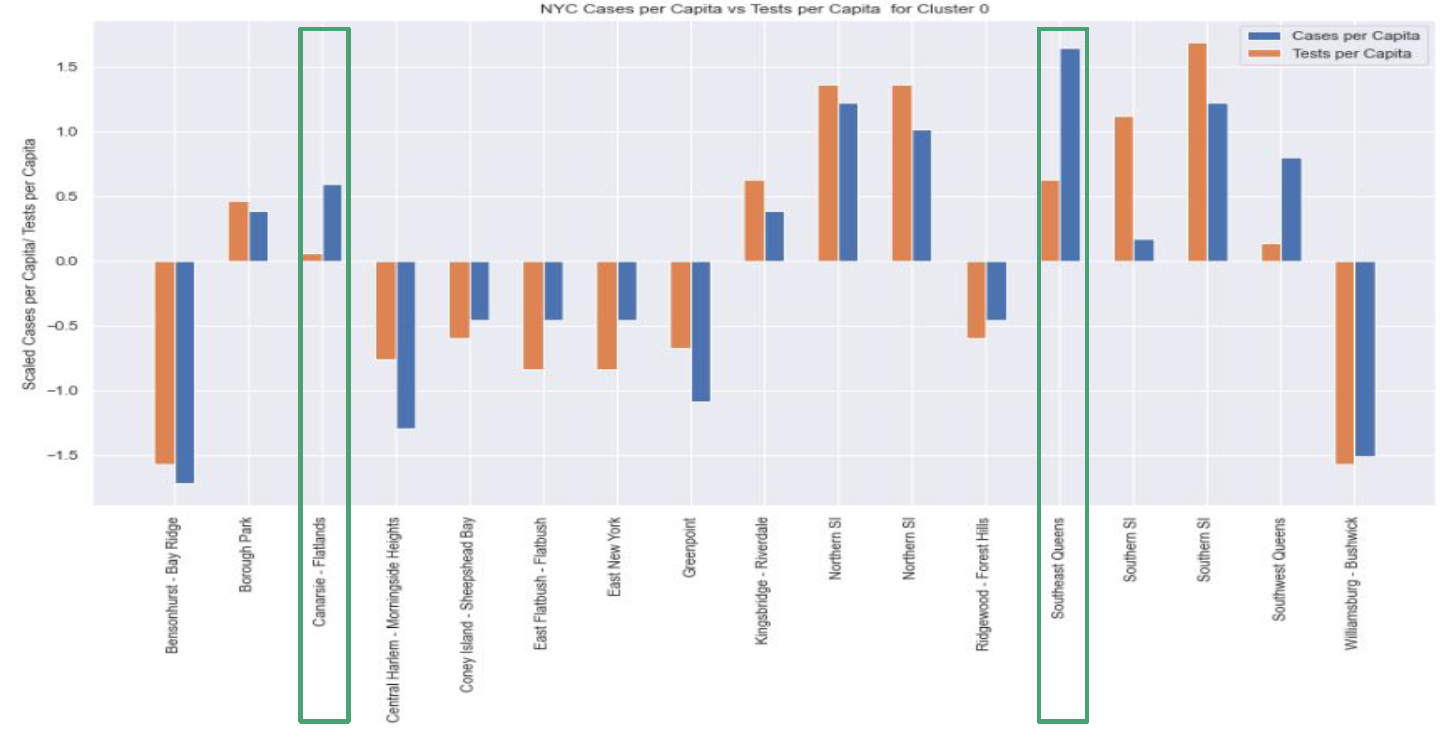 NYC Cases per Capita vs Tests per Capita for Cluster 0
Cases per Capita
Tests per Capita
Scaled Cases per Capita/ Tests per Capita
1.5
1.0
0.5
0.0
−0.5
−1.0
−1.5
Bensonhurst - Bay Ridge
Borough Park
Canarsie - Flatlands
Central Harlem - Morningside Heights
Coney Island - Sheepshead Bay
East Flatbush - Flatbush
East New York
Greenpoint
Kingsbridge - Riverdale
Northern SI
Northern SI
Ridgewood - Forest Hills
Southeast Queens
Southern SI
Southern SI
Southwest Queens
Williamsburg - Bushwick